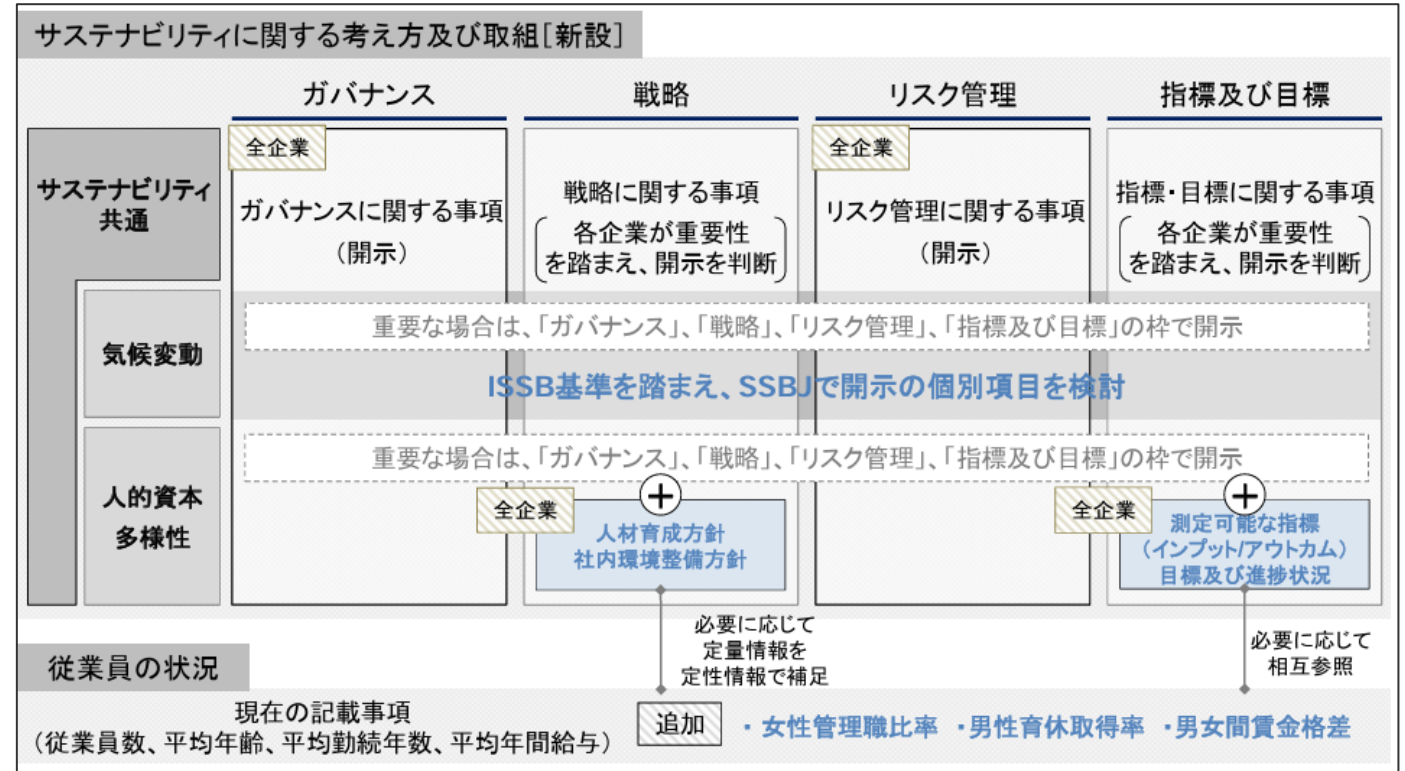 サステナビリティに関する考え方及び取組[新設]
ガバナンス
戦略
リスク管理
指標及び目標
サステナビリティ
共通
全企業
ガバナンスに関する事項
（開示）
戦略に関する事項
各企業が重要性
を踏まえ、開示を判断
全企業
リスク管理に関する事項
（開示）
指標・目標に関する事項
各企業が重要性
を踏まえ、開示を判断
気候変動
重要な場合は、「ガバナンス」、「戦略」、「リスク管理」、「指標及び目標」の枠で開示
ISSB基準を踏まえ、SSBJで開示の個別項目を検討
人的資本
多様性
重要な場合は、「ガバナンス」、「戦略」、「リスク管理」、「指標及び目標」の枠で開示
全企業
+
人材育成方針
社内環境整備方針
全企業
+
測定可能な指標
（インプット/アウトカム）
目標及び進捗状況
必要に応じて
定量情報を
定性情報で補足
必要に応じて
相互参照
従業員の状況
現在の記載事項
（従業員数、平均年齢、平均勤続年数、平均年間給与）
追加
・女性管理職比率 ・男性育休取得率 ・男女間賃金格差